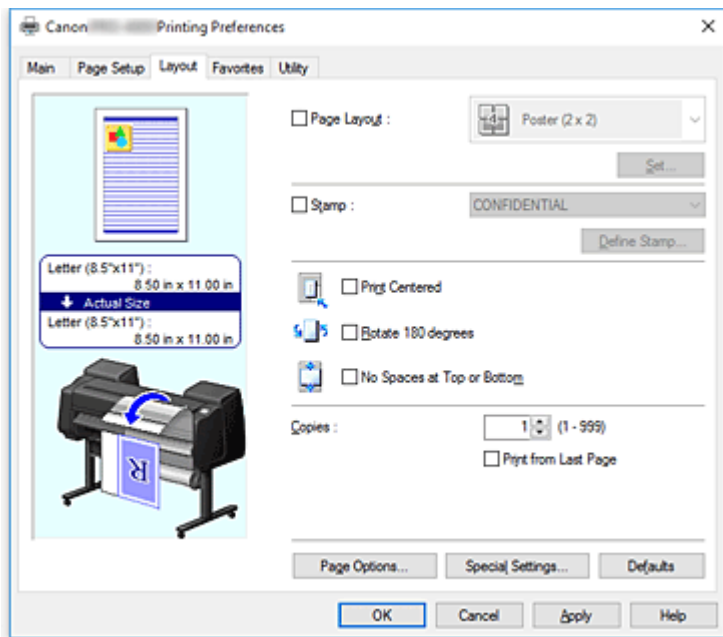 Canon Printing Preferences
Main Page Setup Layout Favorites Utility
Page Layout :
4
Poster (2 x 2)
Set...
Stamp :
CONFIDENTIAL
Define Stamp...
Letter (8.5"x11") :
8.50 in x 11.00 in
Actual Size
Letter (8.5"x11") :
8.50 in x 11.00 in
Print Centered
Rotate 180 degrees
No Spaces at Top or Bottom
R
Copies :
1 (1 - 999)
Print from Last Page
Page Options... Special Settings... Defaults
OK Cancel Apply Help